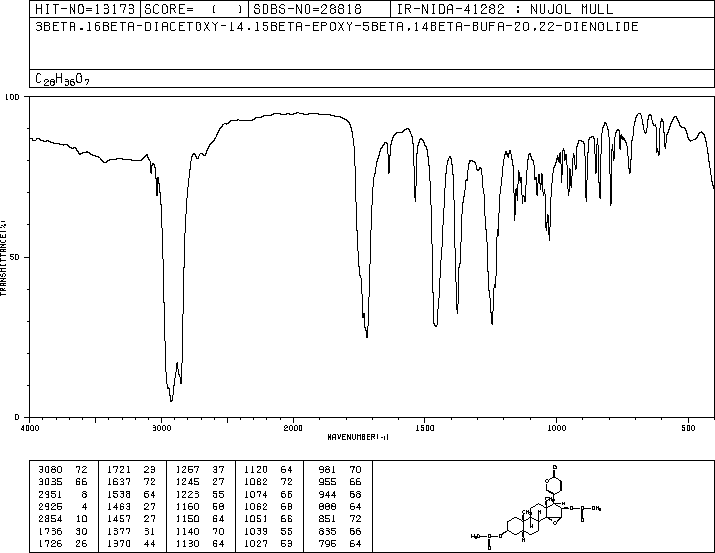 HIT-NO=13173 SCORE= ( ) SDBS-NO=28818 IR-NIDA-41282 : NUJOL MULL
3BETA.16BETA-DIACETOXY-14.15BETA-EPOXY-5BETA.14BETA-BUFA-20.22-DIENOLIDE
C28H36O7
100
50
0
TRANSMITTANCE(%)
4000 3000 2000 1500 1000 500
WAVENUMBER(-1)
3080 72 1721 23 1257 37 1120 64 981 70
3035 66 1637 72 1245 27 1082 72 955 66
2951 8 1538 64 1223 55 1074 66 944 68
2925 4 1463 27 1160 58 1062 68 888 64
2854 10 1457 27 1150 64 1051 66 851 72
1736 30 1377 31 1140 70 1039 55 835 66
1726 26 1370 44 1130 64 1027 53 796 64